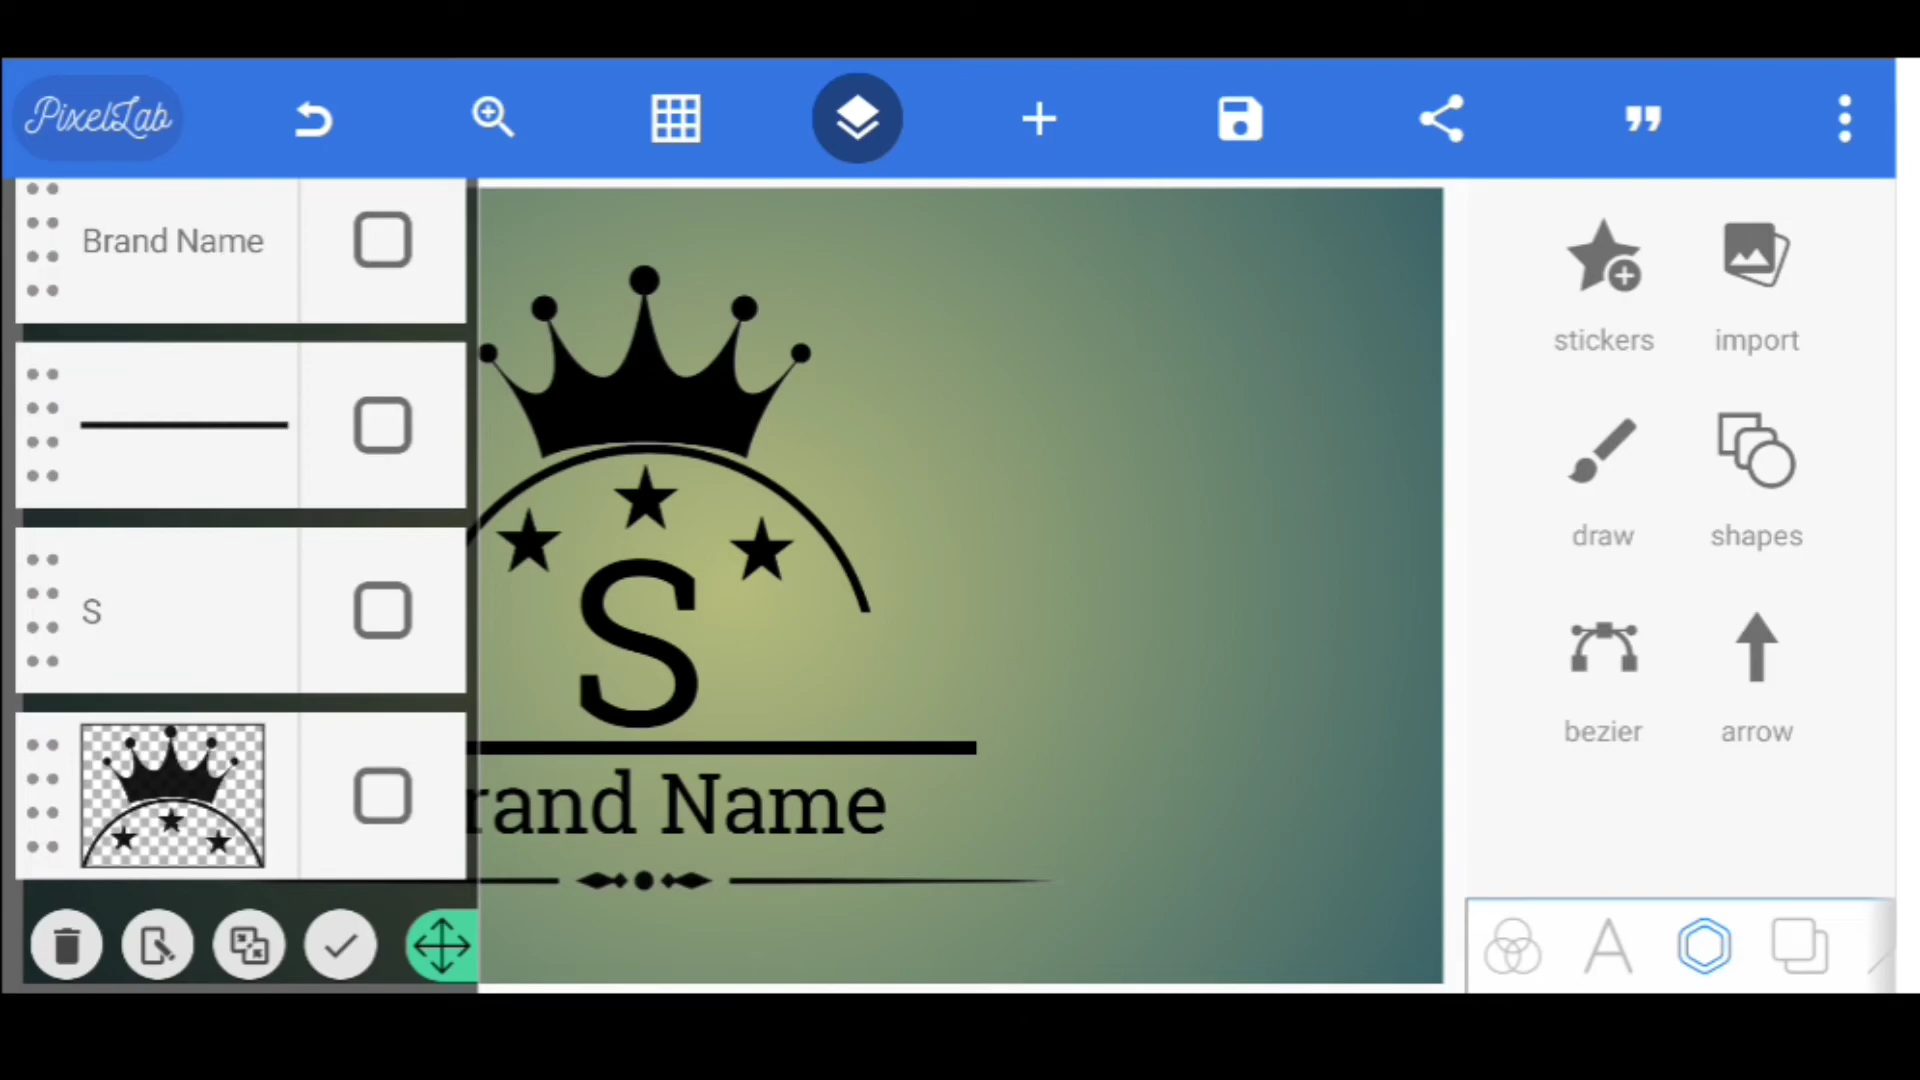 PixelLab
Brand Name
S
stickers
import
draw
shapes
bezier
arrow
S
rand Name